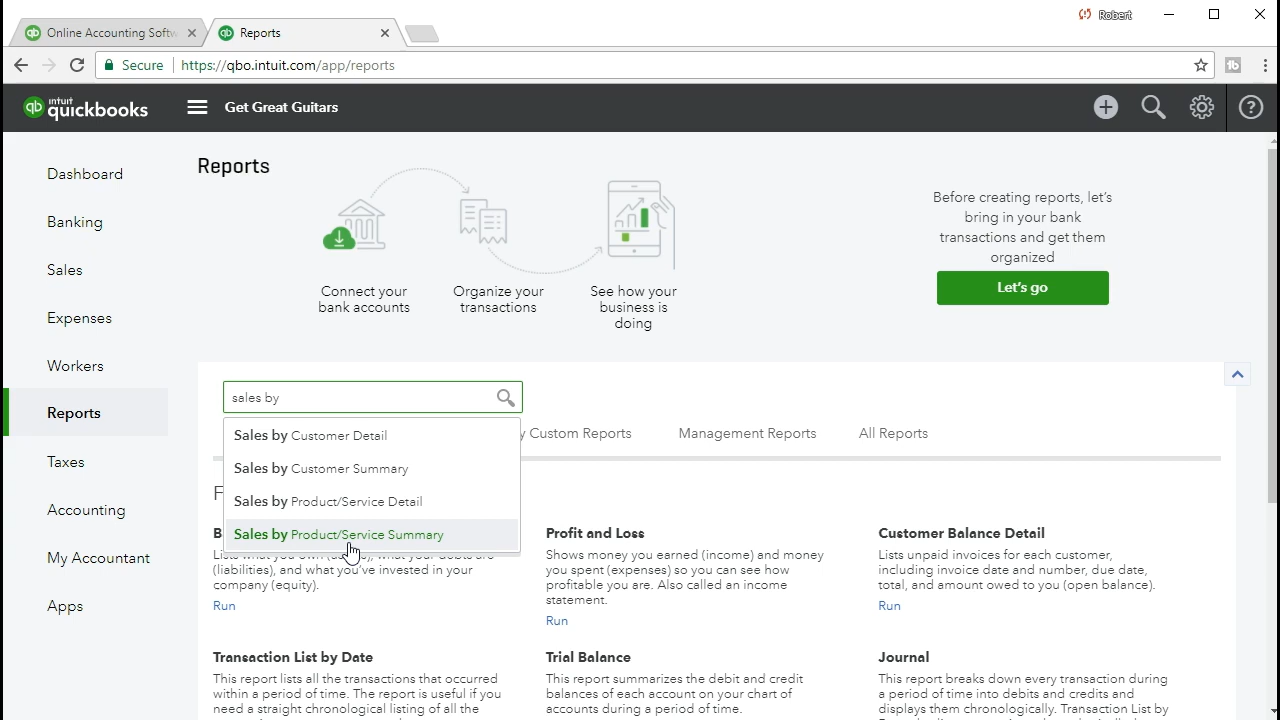 Online Accounting Softw
Reports
Robert
Secure
https://qbo.intuit.com/app/reports
intuit
quickbooks
Get Great Guitars
Dashboard
Banking
Sales
Expenses
Workers
Reports
Taxes
Accounting
My Accountant
Apps
Reports
Connect your
bank accounts
Organize your
transactions
See how your
business is
doing
Before creating reports, let's
bring in your bank
transactions and get them
organized
Let's go
sales by
Sales by Customer Detail
Sales by Customer Summary
Sales by Product/Service Detail
Sales by Product/Service Summary
y Custom Reports
Management Reports
All Reports
F
B
(liabilities), and what you've invested in your
company (equity).
Run
Profit and Loss
Shows money you earned (income) and money
you spent (expenses) so you can see how
profitable you are. Also called an income
statement.
Run
Customer Balance Detail
Lists unpaid invoices for each customer,
including invoice date and number, due date,
total, and amount owed to you (open balance).
Run
Transaction List by Date
This report lists all the transactions that occurred
within a period of time. The report is useful if you
need a straight chronological listing of all the
Trial Balance
This report summarizes the debit and credit
balances of each account on your chart of
accounts during a period of time.
Journal
This report breaks down every transaction during
a period of time into debits and credits and
displays them chronologically. Transaction List by